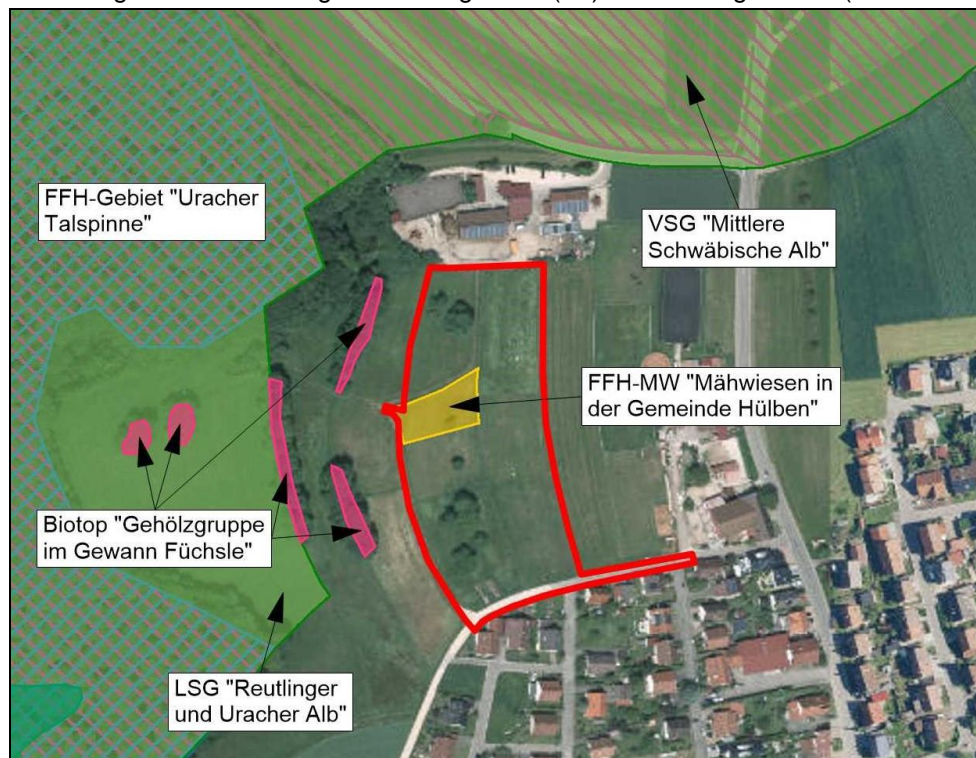 FFH-Gebiet "Uracher
Talspinne"
VSG "Mittlere
Schwäbische Alb"
FFH-MW "Mähwiesen in
der Gemeinde Hülben"
Biotop "Gehölzgruppe
im Gewann Füchsle"
LSG "Reutlinger
und Uracher Alb"